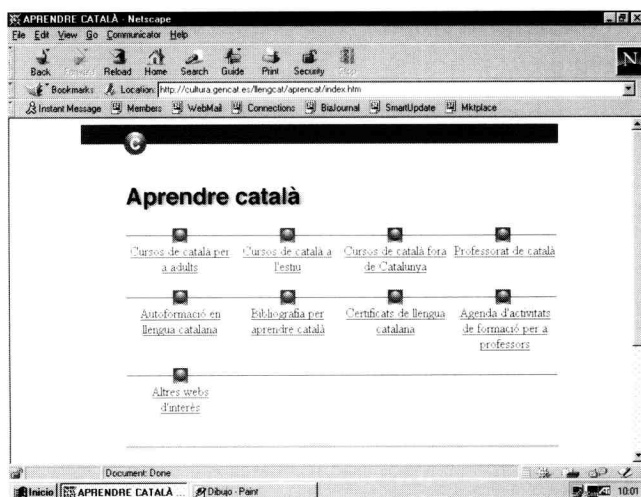 APRENDRE CATALÀ - Netscape
File Edit View Go Communicator Help
Back Forward Reload Home Search Guide Print Security Stop
Bookmarks Location: http://cultura.gencat.es/llengcat/aprencat/index.htm
Instant Message Members WebMail Connections BizJournal SmartUpdate Mktplace
N
C
Aprendre català
Cursos de català per a adults
Cursos de català a l'estiu
Cursos de català fora de Catalunya
Professorat de català
Autoformació en llengua catalana
Bibliografia per aprendre català
Certificats de llengua catalana
Agenda d'activitats de formació per a professors
Altres webs d'interès
Document: Done
Inicio APRENDRE CATALÀ ... Dibujo - Paint 10:01